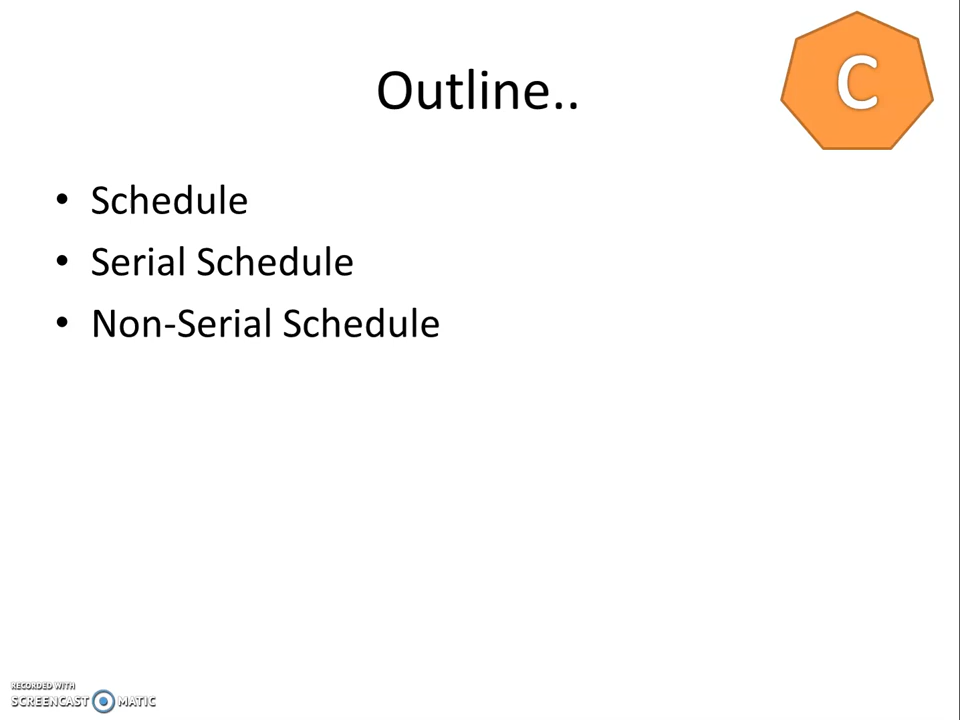 C
Outline..
• Schedule
• Serial Schedule
• Non-Serial Schedule
RECORDED WITH
SCREENCAST MATIC